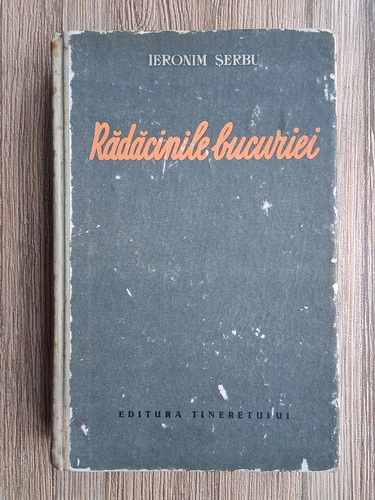 IERONIM ȘERBU
Rădăcinile bucuriei
EDITURA TINERETULUI